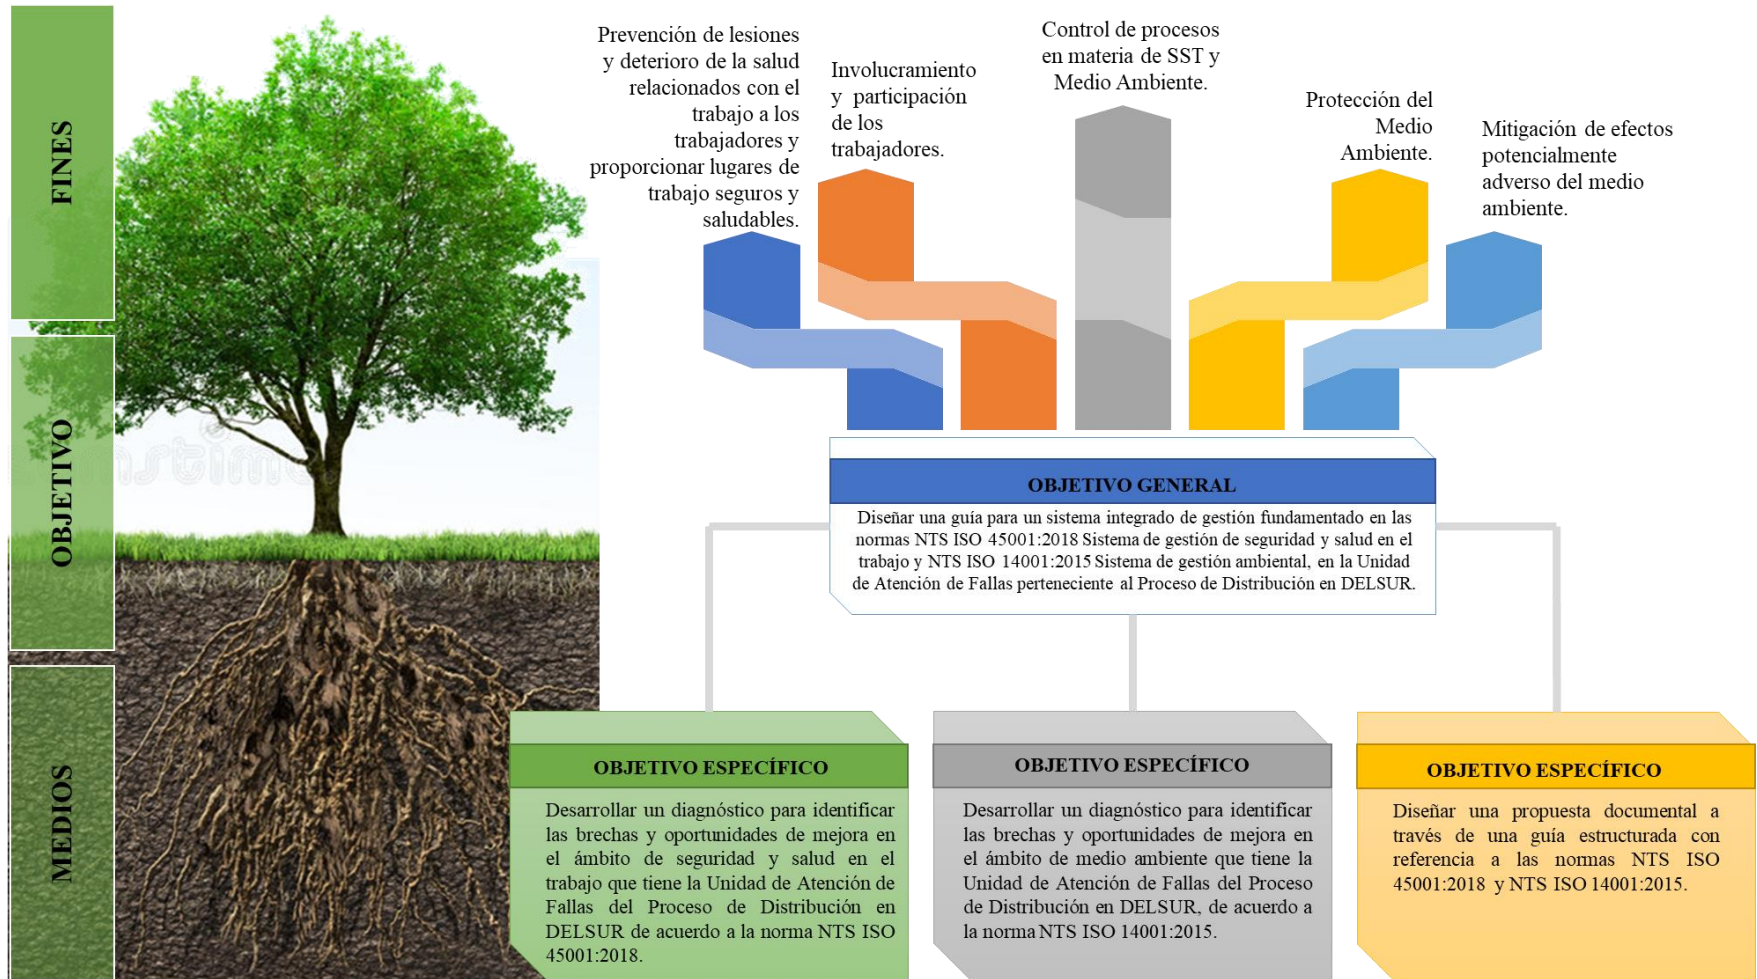 FINES
OBJETIVO
MEDIOS
Prevención de lesiones
y deterioro de la salud
relacionados con el
trabajo a los
trabajadores y
proporcionar lugares de
trabajo seguros y
saludables.
Involucramiento
y participación
de los
trabajadores.
Control de procesos
en materia de SST y
Medio Ambiente.
Protección del
Medio
Ambiente.
Mitigación de efectos
potencialmente
adverso del medio
ambiente.
OBJETIVO GENERAL
Diseñar una guía para un sistema integrado de gestión fundamentado en las
normas NTS ISO 45001:2018 Sistema de gestión de seguridad y salud en el
trabajo y NTS ISO 14001:2015 Sistema de gestión ambiental, en la Unidad
de Atención de Fallas perteneciente al Proceso de Distribución en DELSUR.
OBJETIVO ESPECÍFICO
Desarrollar un diagnóstico para identificar
las brechas y oportunidades de mejora en
el ámbito de seguridad y salud en el
trabajo que tiene la Unidad de Atención de
Fallas del Proceso de Distribución en
DELSUR de acuerdo a la norma NTS ISO
45001:2018.
OBJETIVO ESPECÍFICO
Desarrollar un diagnóstico para identificar
las brechas y oportunidades de mejora en
el ámbito de medio ambiente que tiene la
Unidad de Atención de Fallas del Proceso
de Distribución en DELSUR, de acuerdo a
la norma NTS ISO 14001:2015.
OBJETIVO ESPECÍFICO
Diseñar una propuesta documental a
través de una guía estructurada con
referencia a las normas NTS ISO
45001:2018 y NTS ISO 14001:2015.